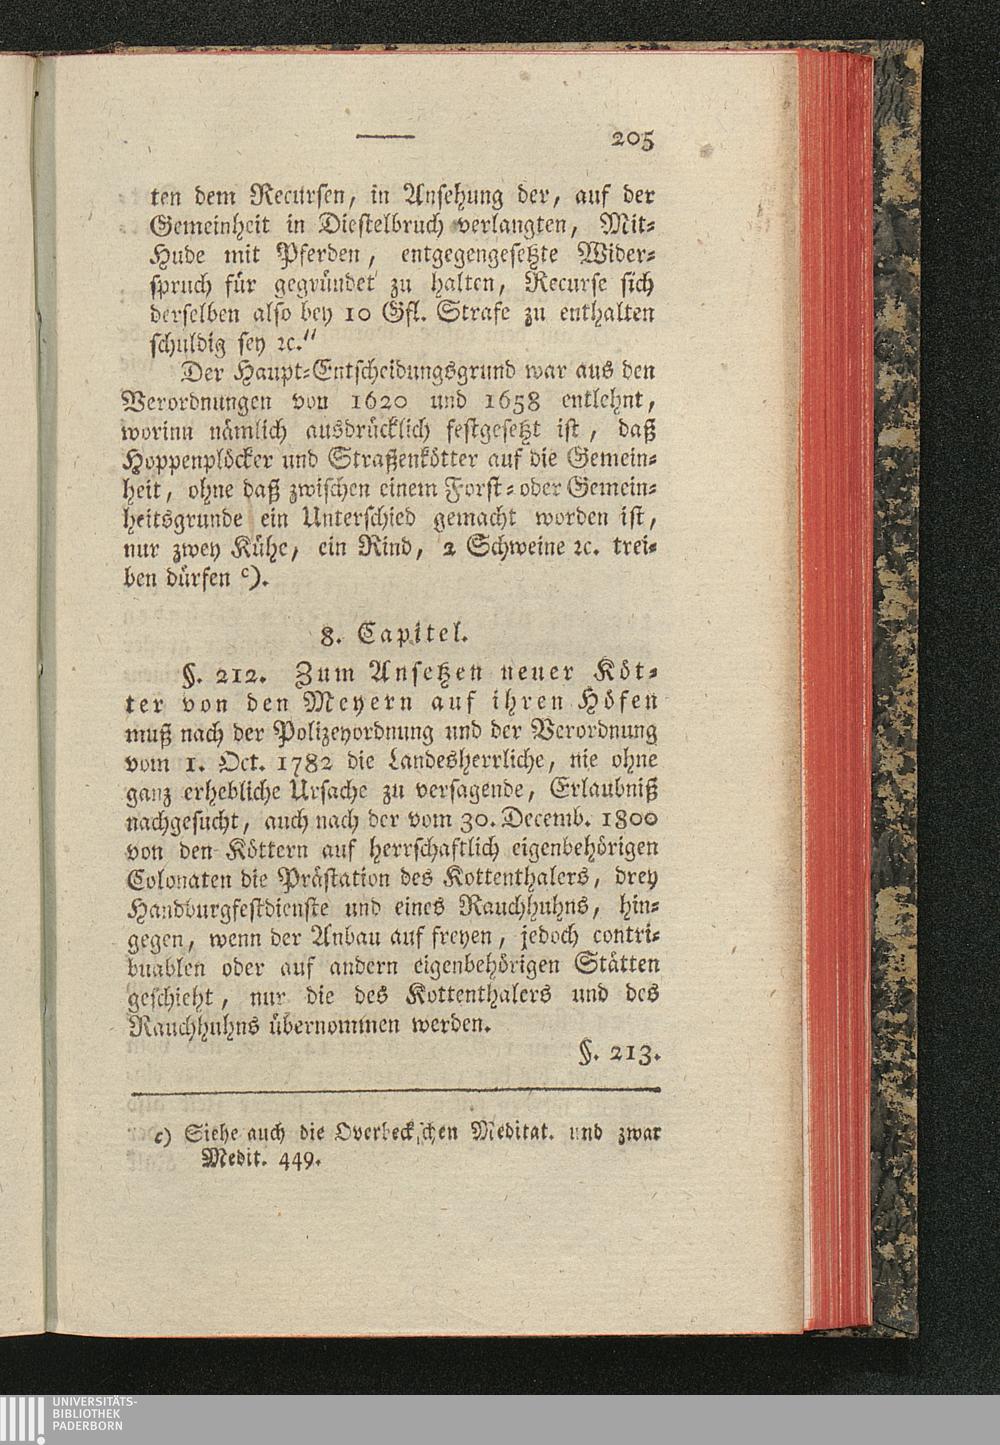 205
ten dem Recursen, in Ansehung der, auf der
Gemeinheit in Diestelbruch verlangten, Mit-
Hude mit Pferden, entgegengesetzte Wider-
spruch für gegründet zu halten, Recurse sich
derselben also bey 10 Gfl. Strafe zu enthalten
schuldig sey ꝛc."
Der Haupt-Entscheidungsgrund war aus den
Verordnungen von 1620 und 1658 entlehnt,
worinn nämlich ausdrücklich festgesetzt ist, daß
Hoppenplöcker und Straßenkötter auf die Gemein-
heit, ohne daß zwischen einem Forst- oder Gemein-
heitsgrunde ein Unterschied gemacht worden ist,
nur zwey Kühe, ein Rind, 2 Schweine ꝛc. trei-
ben dürfen c).
8. Capitel.
§. 212. Zum Ansetzen neuer Köt-
ter von den Meyern auf ihren Höfen
muß nach der Polizeyordnung und der Verordnung
vom 1. Oct. 1782 die Landesherrliche, nie ohne
ganz erhebliche Ursache zu versagende, Erlaubniß
nachgesucht, auch nach der vom 30. Decemb. 1800
von den Köttern auf herrschaftlich eigenbehörigen
Colonaten die Prästation des Kottenthalers, drey
Handburgfestdienste und eines Rauchhuhns, hin-
gegen, wenn der Anbau auf freyen, jedoch contri-
buablen oder auf andern eigenbehörigen Stätten
geschieht, nur die des Kottenthalers und des
Rauchhuhns übernommen werden.
§. 213.
c) Siehe auch die Overbeckschen Meditat. und zwar
Medit. 449.
UNIVERSITÄTS-
BIBLIOTHEK
PADERBORN